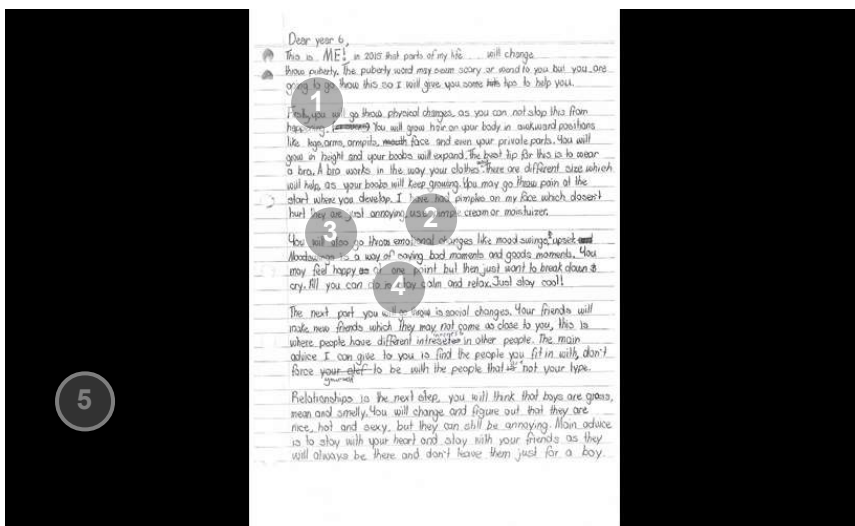 Dear year 6,
This is ME! in 2015 that parts of my life will change
throw puberty. The puberty word may seem scary or weird to you but you are
going to go throw this so I will give you some tips to help you.
1
Firstly, you will go throw physical changes, as you can not stop this from
happening. You will grow hair on your body in awkward positions
like legs, arms, armpits, mouth face and even your private parts. You will
grow in height and your boobs will expand. The best tip for this is to wear
a bra. A bra works in the way your clothes There are different size which
will help, as your boobs will keep growing. You may go throw pain at the
start where you develop. I have had pimples on my face which doesn't
hurt they are just annoying, use pimple cream or moisturizer.
2
3
You will also go throw emotional changes like mood swings, upset
Moodswings is a way of saying bad moments and goods moments. You
may feel happy as at one point but then just want to break down &
cry. All you can do is stay calm and relax. Just stay cool!
4
The next part you will go throw is social changes. Your friends will
make new friends which they may not come as close to you, this is
where people have different in other people. The main
advice I can give to you is find the people you fit in with, don't
force yourself to be with the people that not your type.
5
Relationships is the next step, you will think that boys are gross,
mean and smelly. You will change and figure out that they are
nice, hot and sexy, but they can still be annoying. Main advice
is to stay with your heart and stay with your friends as they
will always be there and don't leave them just for a boy.